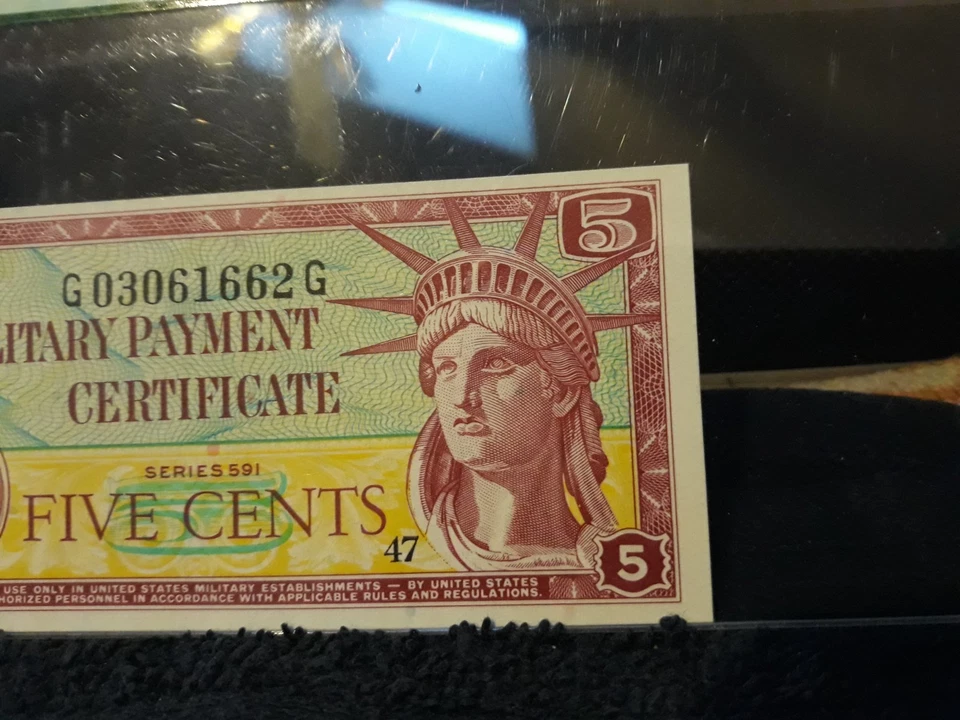 5
G03061662G
LITARY PAYMENT
CERTIFICATE
SERIES 591
FIVE CENTS
47
5
USE ONLY IN UNITED STATES MILITARY ESTABLISHMENTS — BY UNITED STATES
HORIZED PERSONNEL IN ACCORDANCE WITH APPLICABLE RULES AND REGULATIONS.